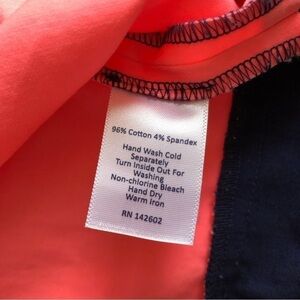 96% Cotton 4% Spandex
Hand Wash Cold
Separately
Turn Inside Out For
Washing
Non-chlorine Bleach
Hand Dry
Warm Iron
RN 142602